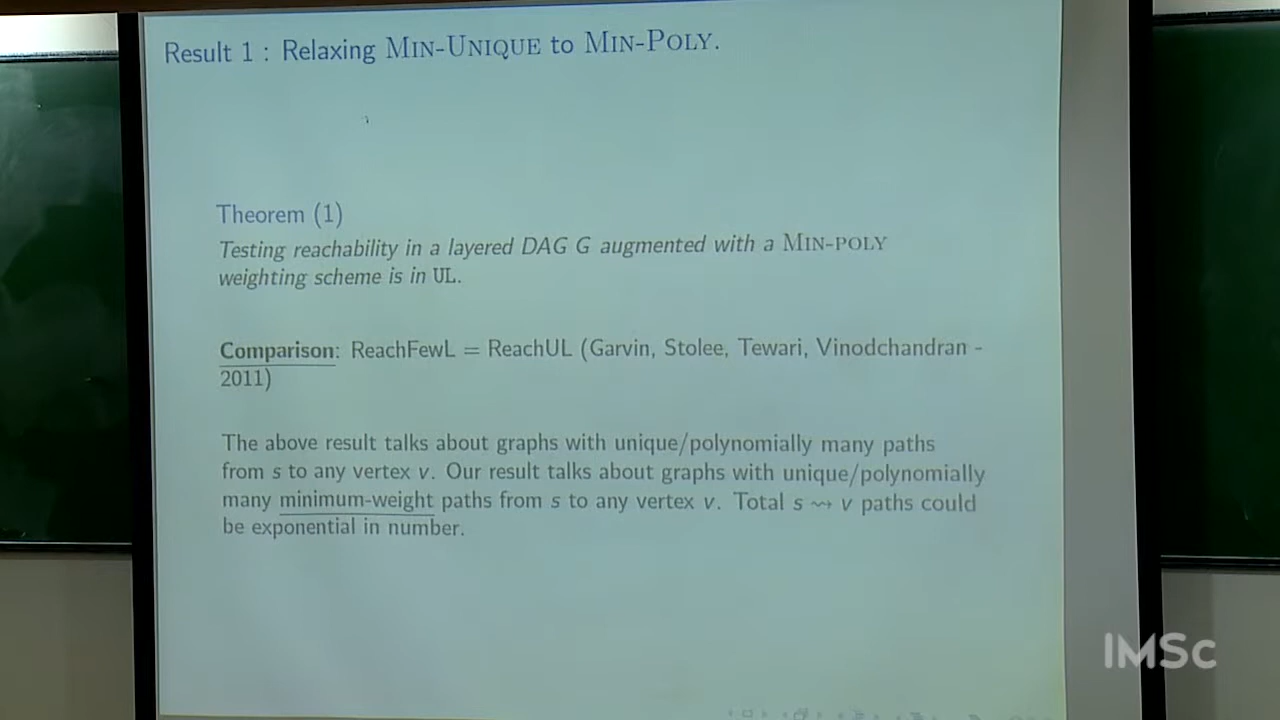 Result 1 : Relaxing MIN-UNIQUE to MIN-POLY.
Theorem (1)
Testing reachability in a layered DAG G augmented with a MIN-POLY
weighting scheme is in UL.
Comparison: ReachFewL = ReachUL (Garvin, Stolee, Tewari, Vinodchandran -
2011)
The above result talks about graphs with unique/polynomially many paths
from s to any vertex v. Our result talks about graphs with unique/polynomially
many minimum-weight paths from s to any vertex v. Total s ⇝ v paths could
be exponential in number.
IMSc